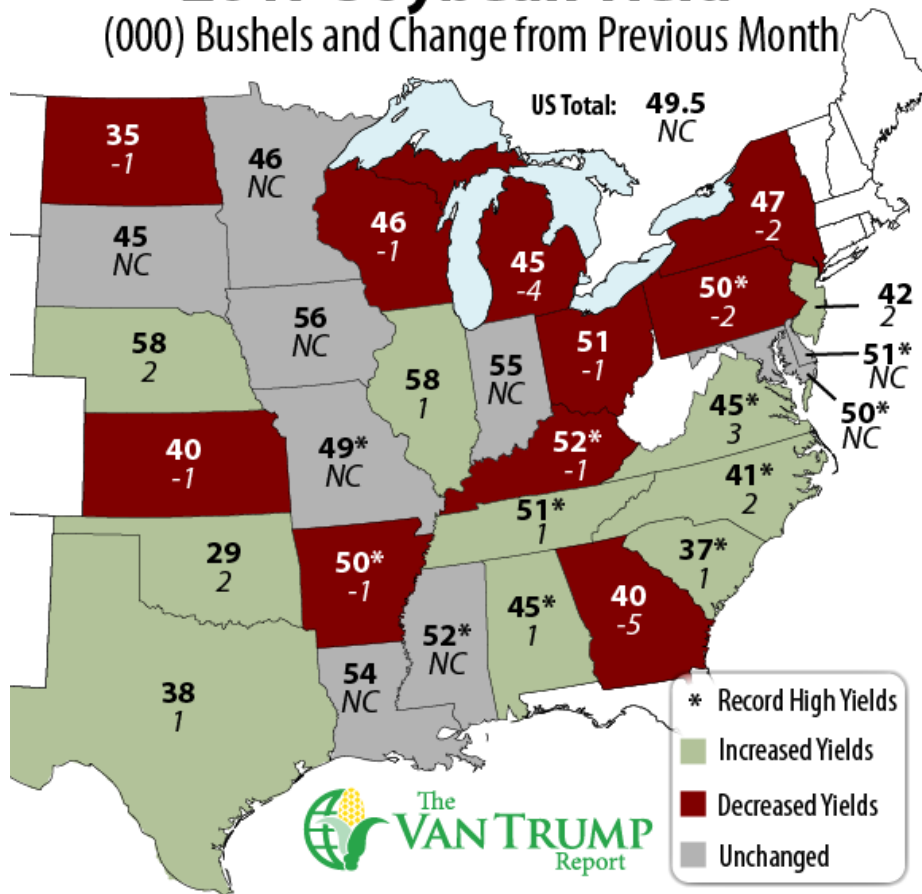 (000) Bushels and Change from Previous Month
US Total: 49.5
NC
35
-1
46
NC
46
-1
45
-4
47
-2
45
NC
50*
-2
42
2
58
2
56
NC
58
1
55
NC
51
-1
51*
NC
50*
NC
40
-1
49*
NC
52*
-1
45*
3
41*
2
51*
1
29
2
50*
-1
37*
1
52*
NC
45*
1
40
-5
54
NC
38
1
* Record High Yields
Increased Yields
Decreased Yields
Unchanged
The
VAN TRUMP
Report